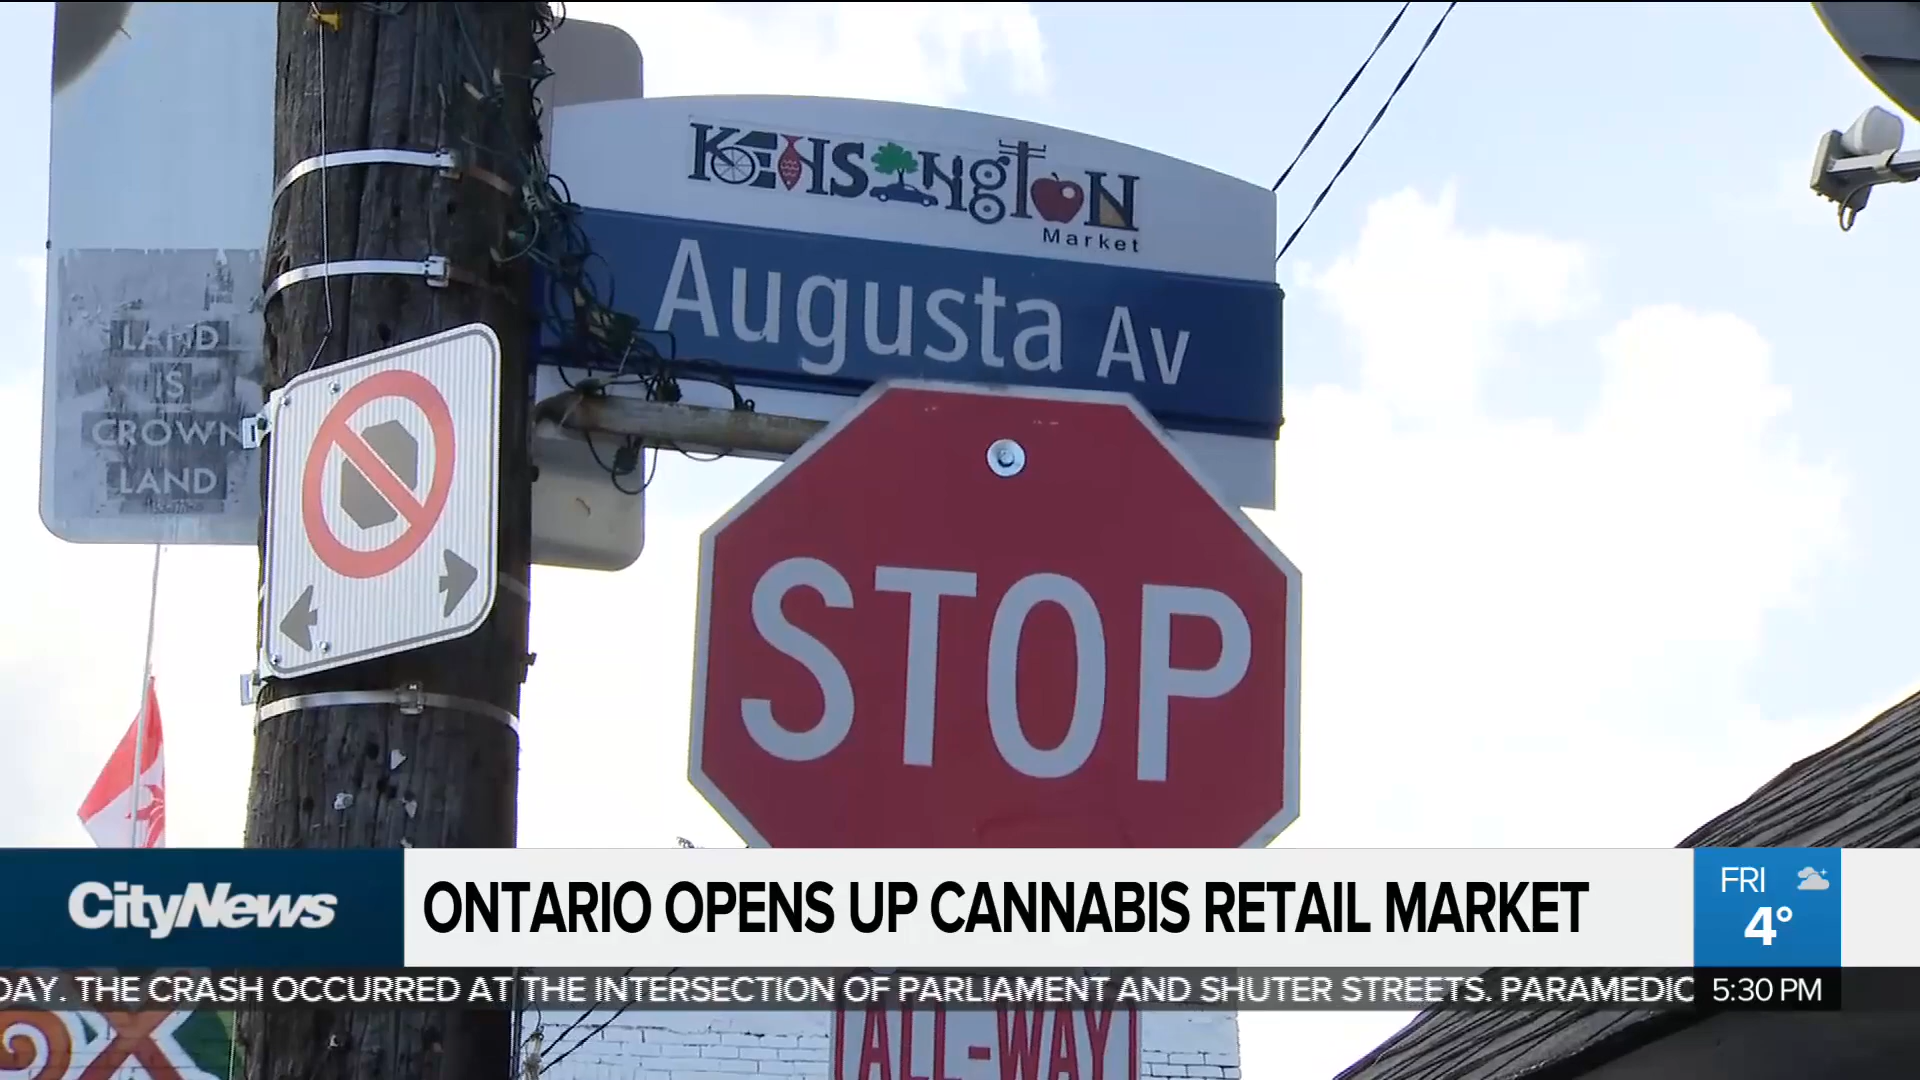 KENSINGTON
Market
Augusta Av
LAND
IS
CROWN
LAND
STOP
CityNews
ONTARIO OPENS UP CANNABIS RETAIL MARKET
FRI
4°
DAY. THE CRASH OCCURRED AT THE INTERSECTION OF PARLIAMENT AND SHUTER STREETS. PARAMEDIC
5:30 PM
ALL-WAY